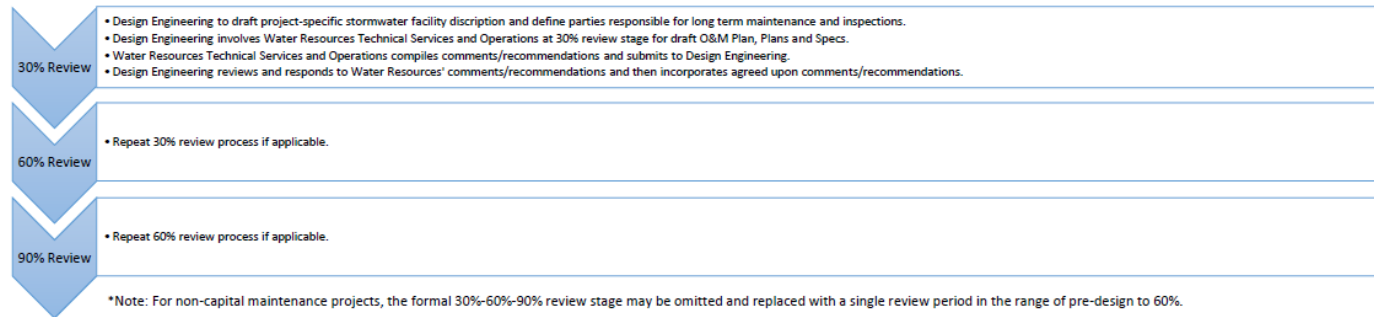 30% Review
• Design Engineering to draft project-specific stormwater facility discription and define parties responsible for long term maintenance and inspections.
• Design Engineering involves Water Resources Technical Services and Operations at 30% review stage for draft O&M Plan, Plans and Specs.
• Water Resources Technical Services and Operations compiles comments/recommendations and submits to Design Engineering.
• Design Engineering reviews and responds to Water Resources' comments/recommendations and then incorporates agreed upon comments/recommendations.
60% Review
• Repeat 30% review process if applicable.
90% Review
• Repeat 60% review process if applicable.
*Note: For non-capital maintenance projects, the formal 30%-60%-90% review stage may be omitted and replaced with a single review period in the range of pre-design to 60%.